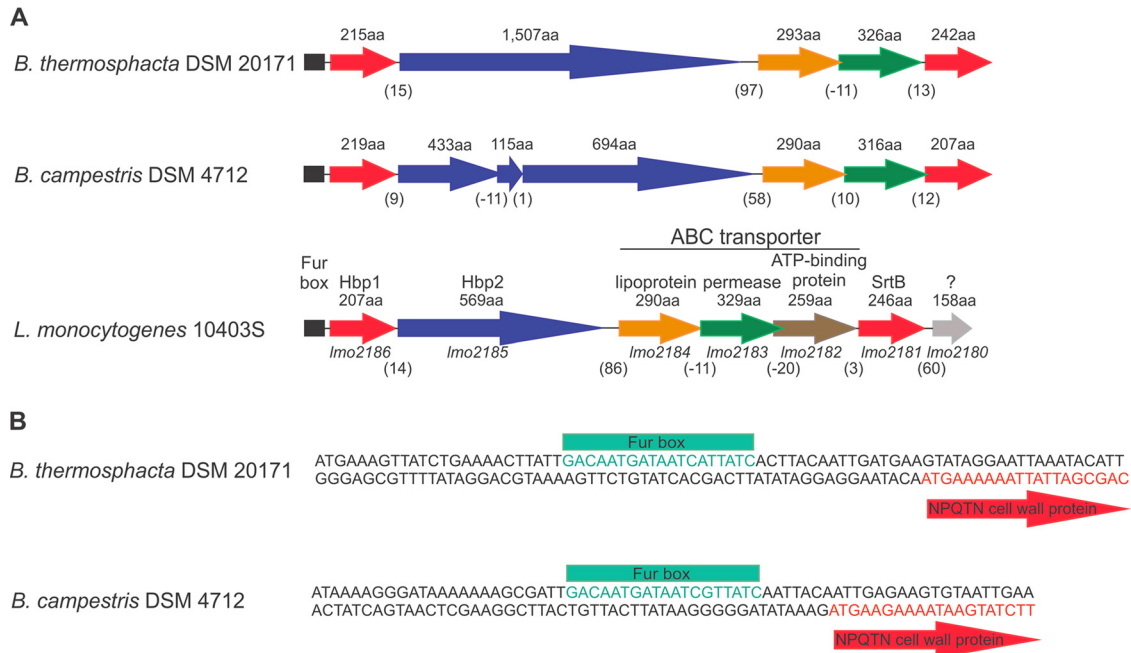 A
215aa 1,507aa 293aa 326aa 242aa
B. thermosphacta DSM 20171
(15) (97) (-11) (13)
219aa 433aa 115aa 694aa 290aa 316aa 207aa
B. campestris DSM 4712
(9) (-11) (1) (58) (10) (12)
ABC transporter
Fur box
Hbp1 Hbp2 lipoprotein permease ATP-binding protein SrtB ?
207aa 569aa 290aa 329aa 259aa 246aa 158aa
L. monocytogenes 10403S
lmo2186 lmo2185 lmo2184 lmo2183 lmo2182 lmo2181 lmo2180
(14) (86) (-11) (-20) (3) (60)
B
Fur box
B. thermosphacta DSM 20171
ATGAAAGTTATCTGAAAACTTATTGACAATGATAATCATTATCACTTACAATTGATGAAGTATAGGAATTAAATACATT
GGGAGCGTTTTATAGGACGTAAAAGTTCTGTATCACGACTTATATAGGAGGAATACAATGAAAAAATTATTAGCGAC
NPQTN cell wall protein
Fur box
B. campestris DSM 4712
ATAAAAGGGATAAAAAAAGCGATTGACAATGATAATCGTTATCAATTACAATTGAGAAGTGTAATTGAA
ACTATCAGTAACTCGAAGGCTTACTGTTACTTATAAGGGGGATATAAAGATGAAGAAAATAAGTATCTT
NPQTN cell wall protein